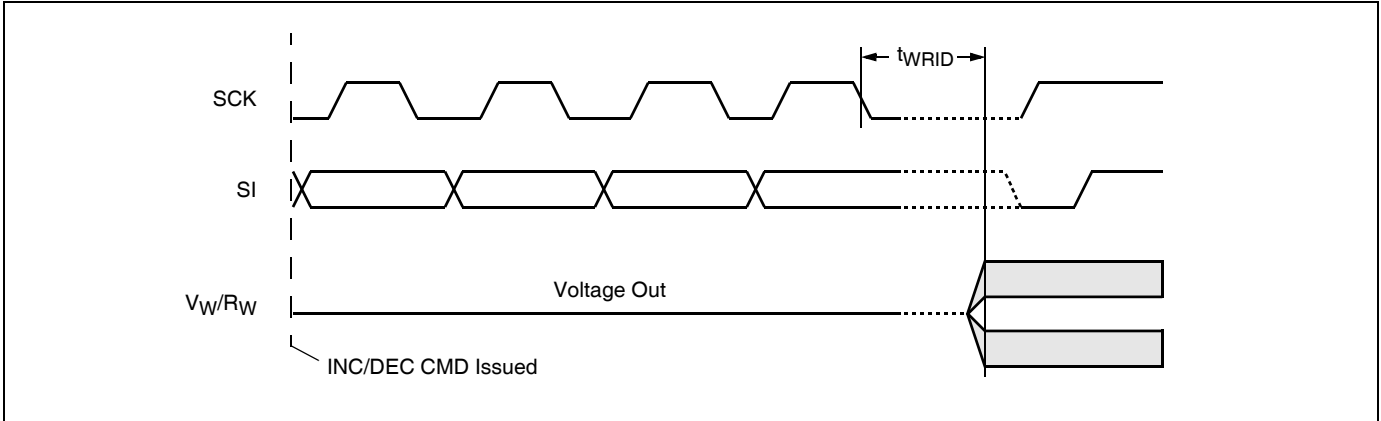 tWRID
SCK
SI
Voltage Out
VW/RW
INC/DEC CMD Issued